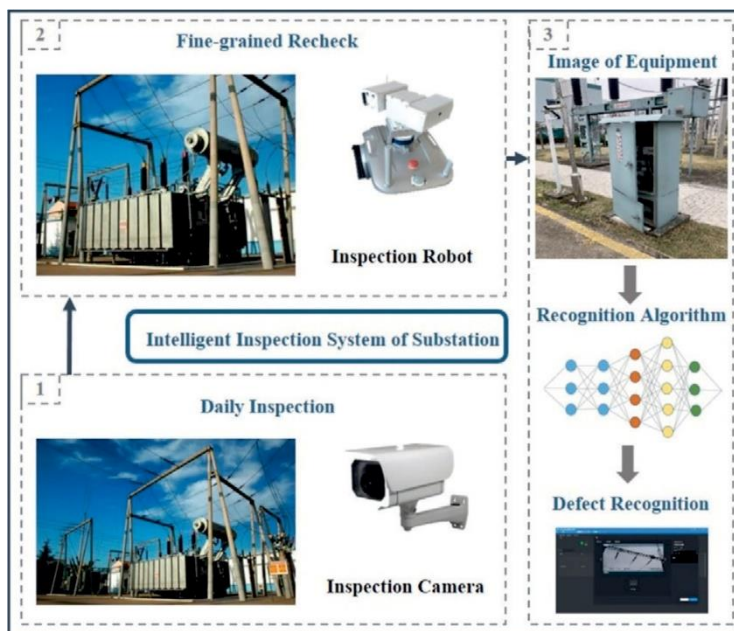 2
Fine-grained Recheck
Inspection Robot
Intelligent Inspection System of Substation
1
Daily Inspection
Inspection Camera
3
Image of Equipment
Recognition Algorithm
Defect Recognition